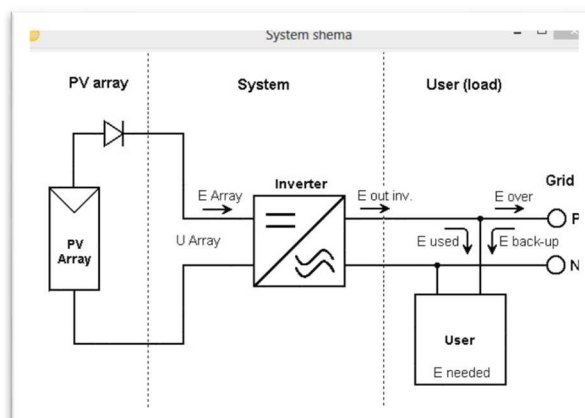 System shema
PV array
System
User (load)
Grid
E Array
Inverter
E out inv.
E over
PV
Array
U Array
E used
E back-up
N
User
E needed